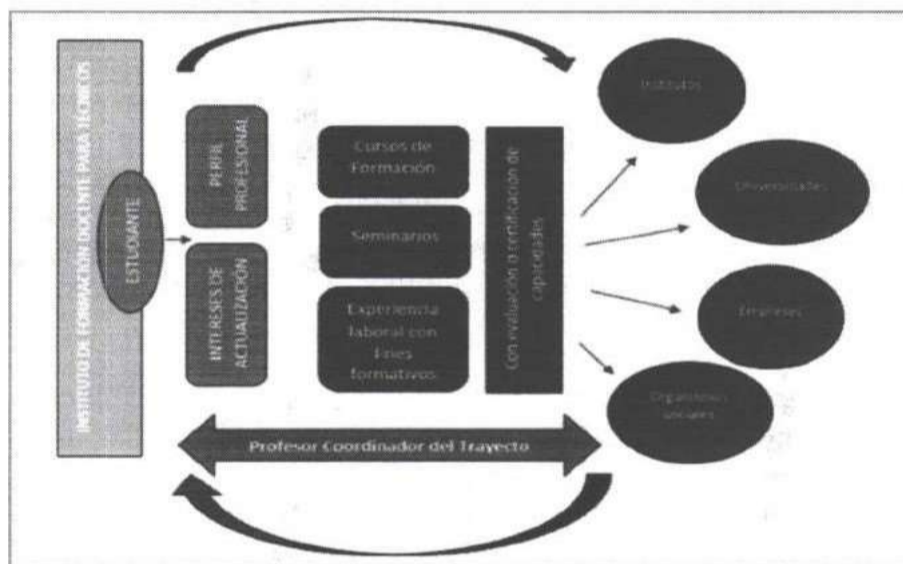 INSTITUTO DE FORMACIÓN DOCENTE PARA TÉCNICOS
ESTUDIANTE
PERFIL
PROFESIONAL
INTERESES DE
ACTUALIZACIÓN
Cursos de
Formación
Seminarios
Experiencia
laboral con
fines
formativos
Con evaluación o certificación de
capacidades
Institutos
Universidades
Empresas
Organismos
sociales
Profesor Coordinador del Trayecto